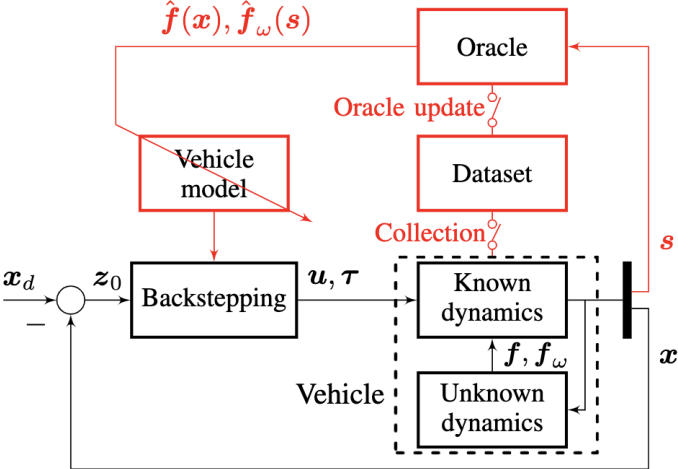 f̂(x), f̂_ω(s)
Oracle
Oracle update
Vehicle
model
Dataset
Collection
s
x_d
z_0
−
Backstepping
u, τ
Known
dynamics
x
f, f_ω
Vehicle
Unknown
dynamics